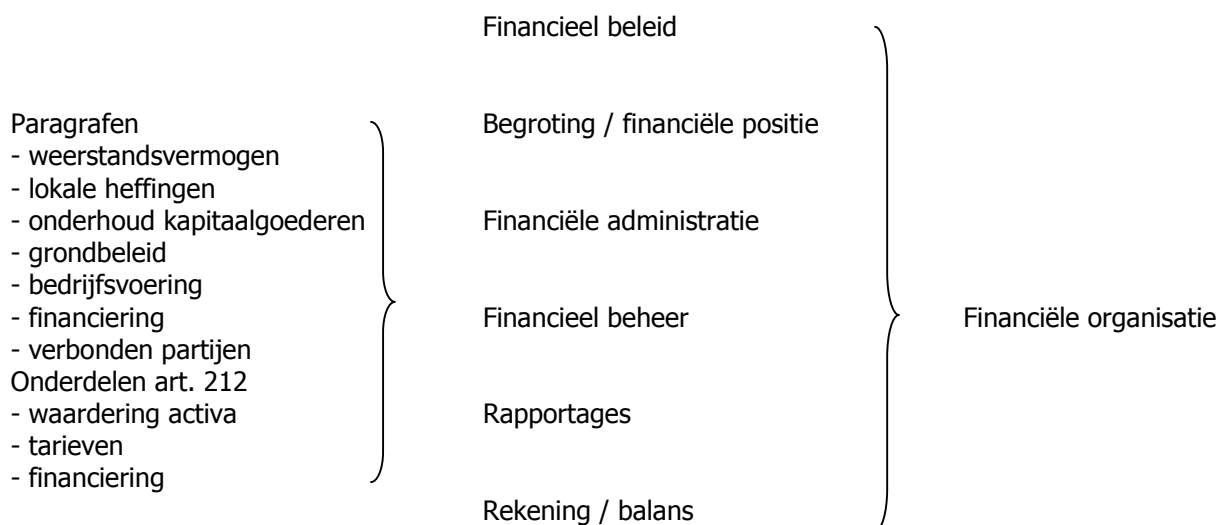 Financieel beleid
Paragrafen
- weerstandsvermogen
- lokale heffingen
- onderhoud kapitaalgoederen
- grondbeleid
- bedrijfsvoering
- financiering
- verbonden partijen
Onderdelen art. 212
- waardering activa
- tarieven
- financiering
Begroting / financiële positie
Financiële administratie
Financieel beheer
Rapportages
Rekening / balans
Financiële organisatie